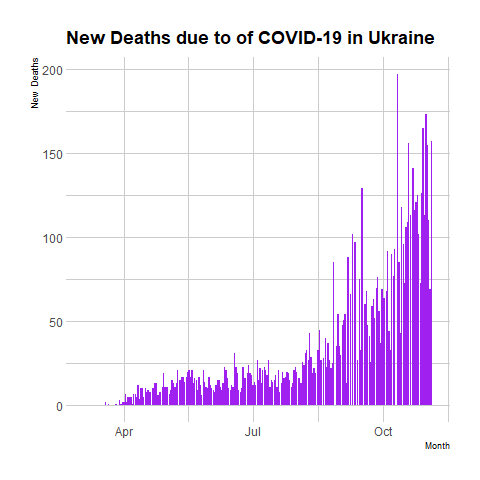 New Deaths due to of COVID-19 in Ukraine
New Deaths
200
150
100
50
0
Apr
Jul
Oct
Month